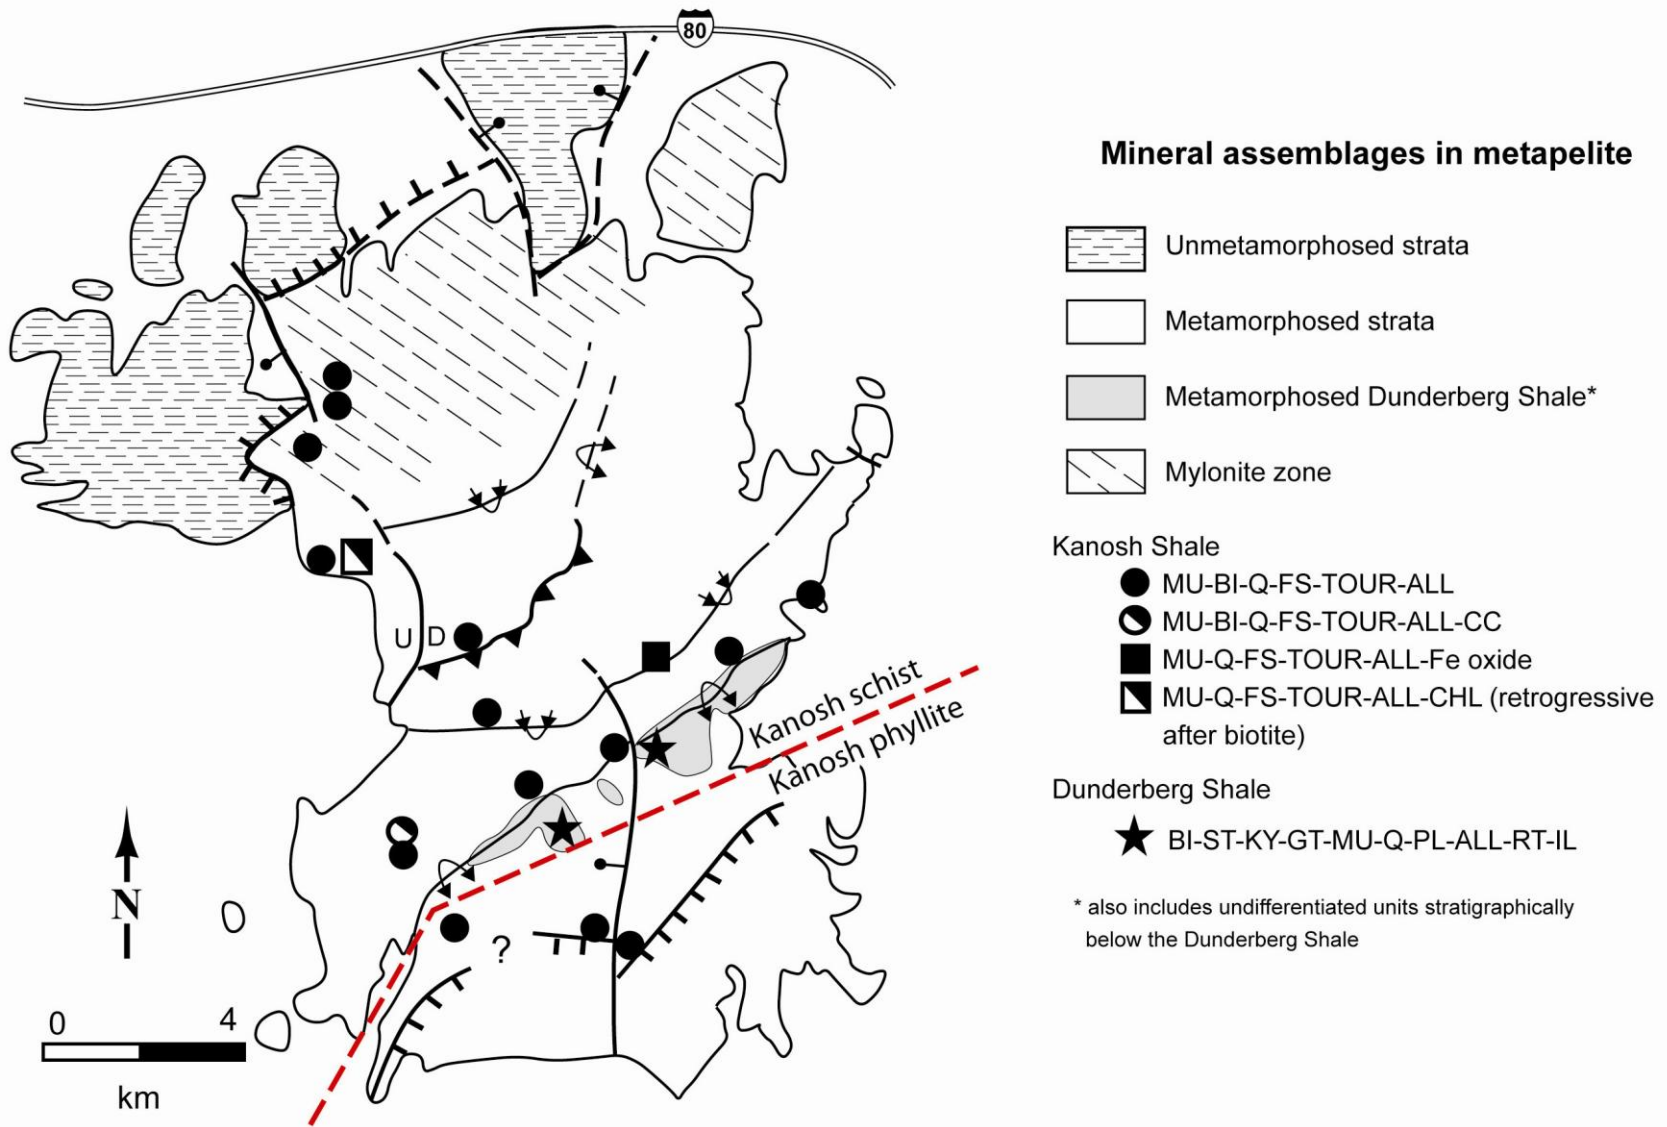 80
Mineral assemblages in metapelite
Unmetamorphosed strata
Metamorphosed strata
Metamorphosed Dunderberg Shale*
Mylonite zone
Kanosh Shale
MU-BI-Q-FS-TOUR-ALL
MU-BI-Q-FS-TOUR-ALL-CC
MU-Q-FS-TOUR-ALL-Fe oxide
MU-Q-FS-TOUR-ALL-CHL (retrogressive
after biotite)
Dunderberg Shale
BI-ST-KY-GT-MU-Q-PL-ALL-RT-IL
* also includes undifferentiated units stratigraphically
below the Dunderberg Shale
U D
Kanosh schist
Kanosh phyllite
?
N
0 4
km